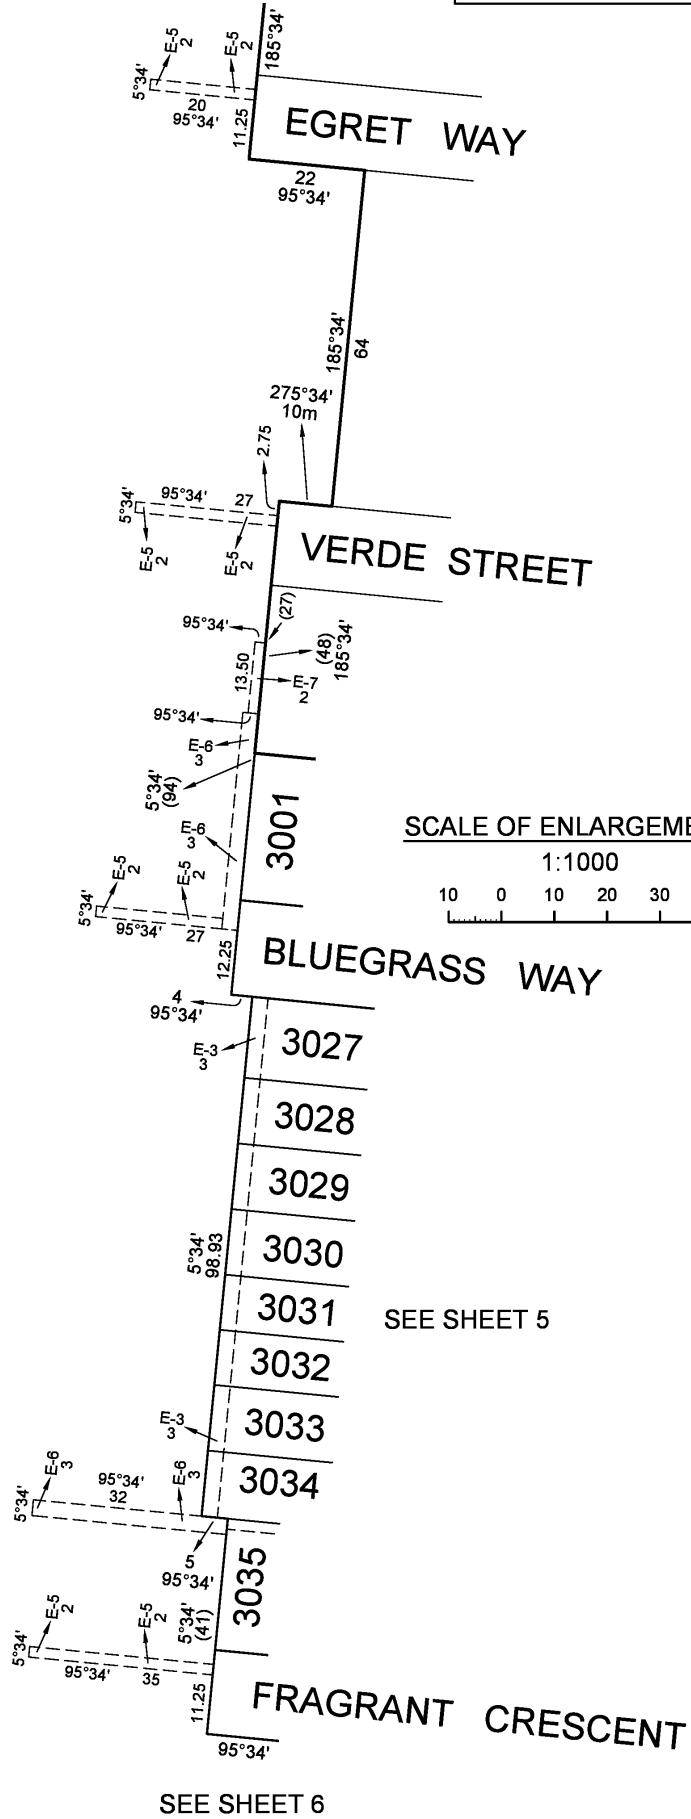 185°34'
E-5
2
E-5
2
5°34'
20
95°34'
11.25
EGRET WAY
22
95°34'
185°34'
64
275°34'
10m
2.75
95°34'
27
5°34'
E-5
2
E-5
2
VERDE STREET
(27)
95°34'
(48)
185°34'
13.50
E-7
2
95°34'
E-6
3
5°34'
(94)
3001
E-6
3
SCALE OF ENLARGEME
1:1000
10 0 10 20 30
E-5
2
E-5
2
5°34'
95°34'
27
12.25
BLUEGRASS WAY
4
95°34'
E-3
3
3027
3028
3029
3030
5°34'
98.93
3031
SEE SHEET 5
3032
3033
E-3
3
3034
E-6
3
95°34'
32
E-6
3
5°34'
5
95°34'
3035
5°34'
(41)
E-5
2
E-5
2
5°34'
95°34'
35
11.25
FRAGRANT CRESCENT
95°34'
SEE SHEET 6